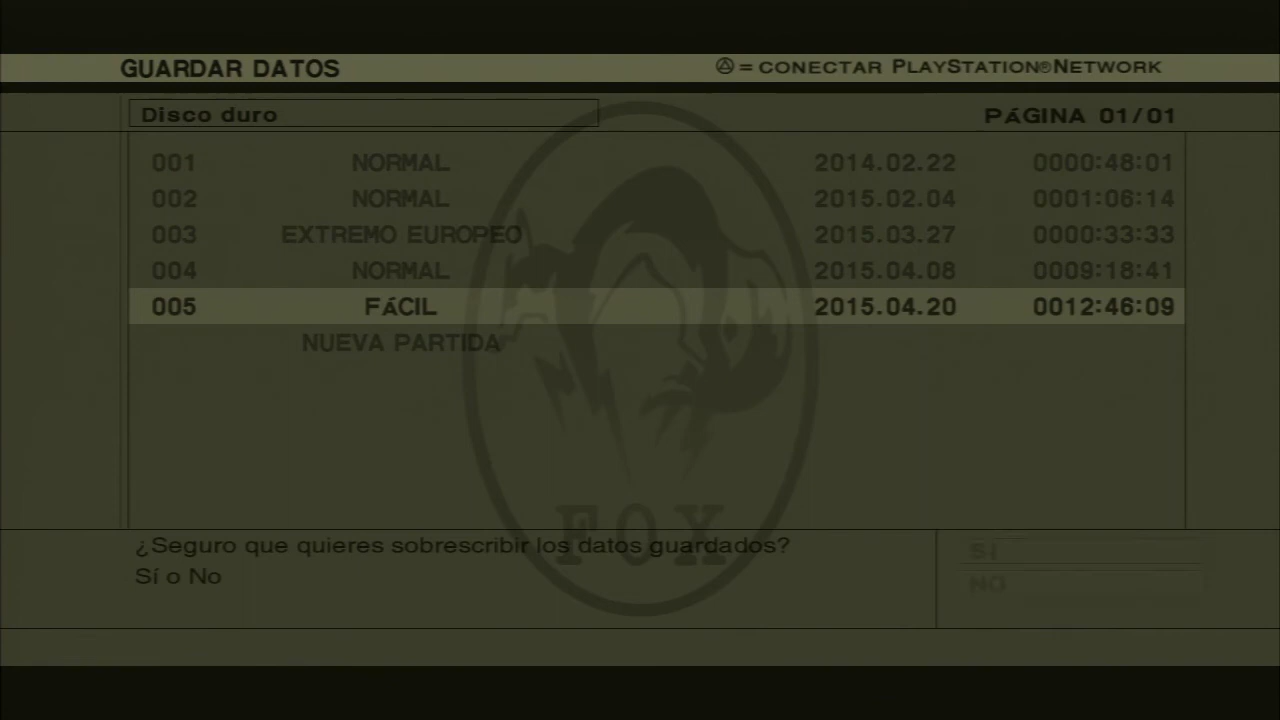 GUARDAR DATOS
= CONECTAR PLAYSTATION®NETWORK
Disco duro
PÁGINA 01/01
001 NORMAL 2014.02.22 0000:48:01
002 NORMAL 2015.02.04 0001:06:14
003 EXTREMO EUROPEO 2015.03.27 0000:33:33
004 NORMAL 2015.04.08 0009:18:41
005 FÁCIL 2015.04.20 0012:46:09
NUEVA PARTIDA
FOX
¿Seguro que quieres sobrescribir los datos guardados?
Sí o No
SÍ
NO